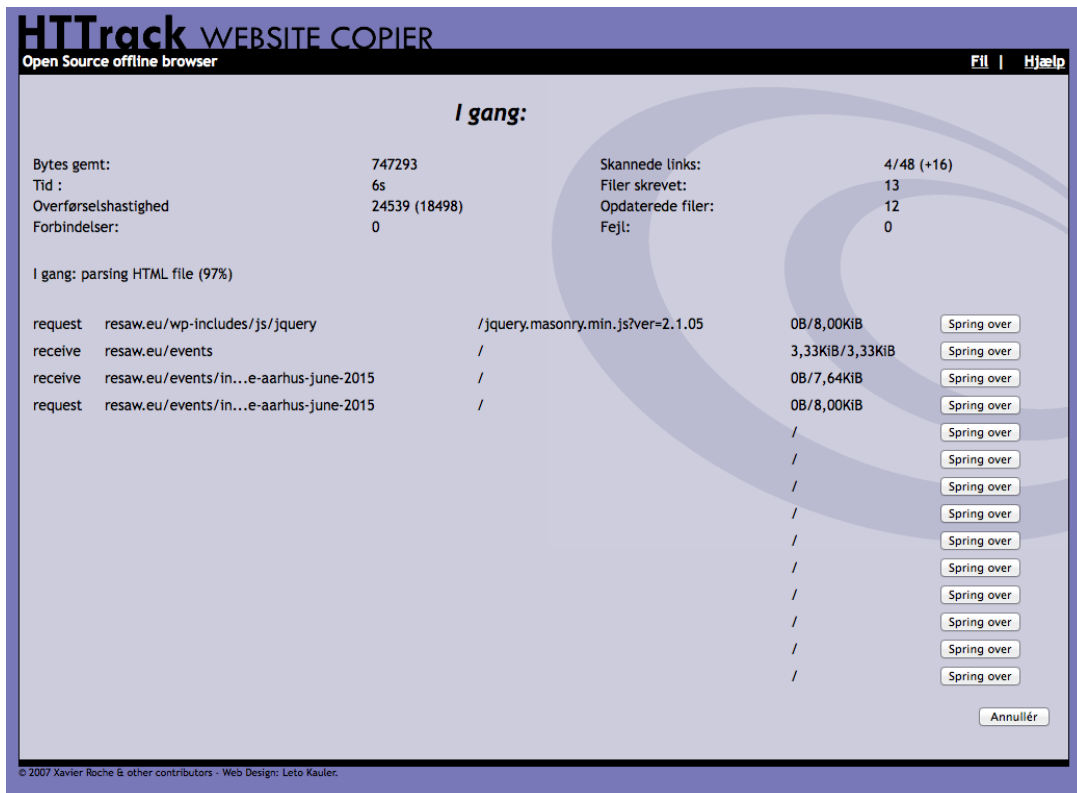 HTTrack WEBSITE COPIER
Open Source offline browser Fil | Hjælp
I gang:
Bytes gemt: 747293 Skannede links: 4/48 (+16)
Tid : 6s Filer skrevet: 13
Overførselshastighed 24539 (18498) Opdaterede filer: 12
Forbindelser: 0 Fejl: 0
I gang: parsing HTML file (97%)
request resaw.eu/wp-includes/js/jquery /jquery.masonry.min.js?ver=2.1.05 0B/8,00KiB Spring over
receive resaw.eu/events / 3,33KiB/3,33KiB Spring over
receive resaw.eu/events/in...e-aarhus-june-2015 / 0B/7,64KiB Spring over
request resaw.eu/events/in...e-aarhus-june-2015 / 0B/8,00KiB Spring over
/ Spring over
/ Spring over
/ Spring over
/ Spring over
/ Spring over
/ Spring over
/ Spring over
/ Spring over
/ Spring over
/ Spring over
Annullér
© 2007 Xavier Roche & other contributors - Web Design: Leto Kauler.